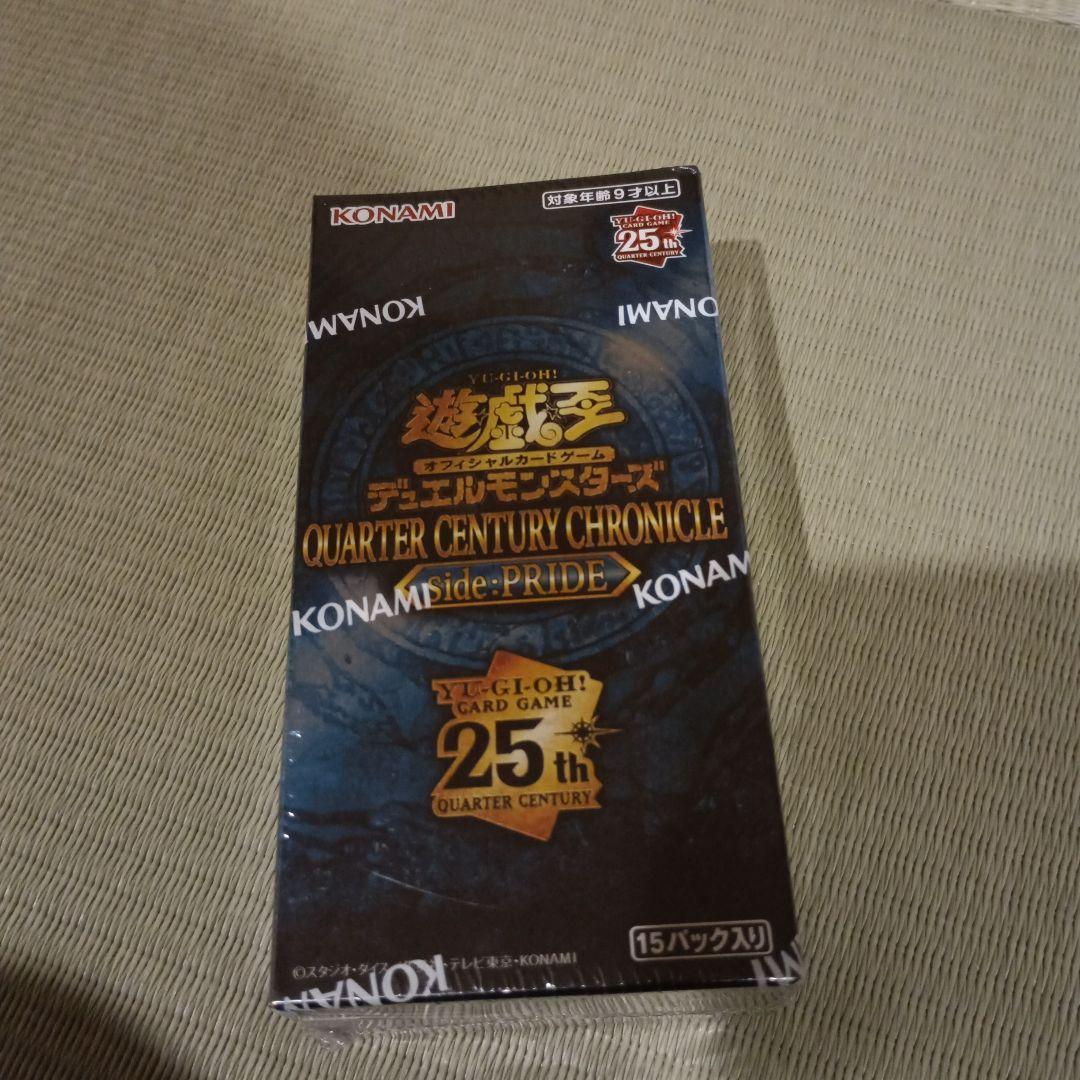 KONAMI
対象年齢9才以上
YU-GI-OH!
CARD GAME
25th
QUARTER CENTURY
KONAMI
KONAMI
YU-GI-OH!
遊☆戯☆王
オフィシャルカードゲーム
デュエルモンスターズ
QUARTER CENTURY CHRONICLE
side:PRIDE
KONAMI
KONAMI
YU-GI-OH!
CARD GAME
25th
QUARTER CENTURY
15パック入り
©スタジオ・ダイス
・テレビ東京・KONAMI
KONAMI